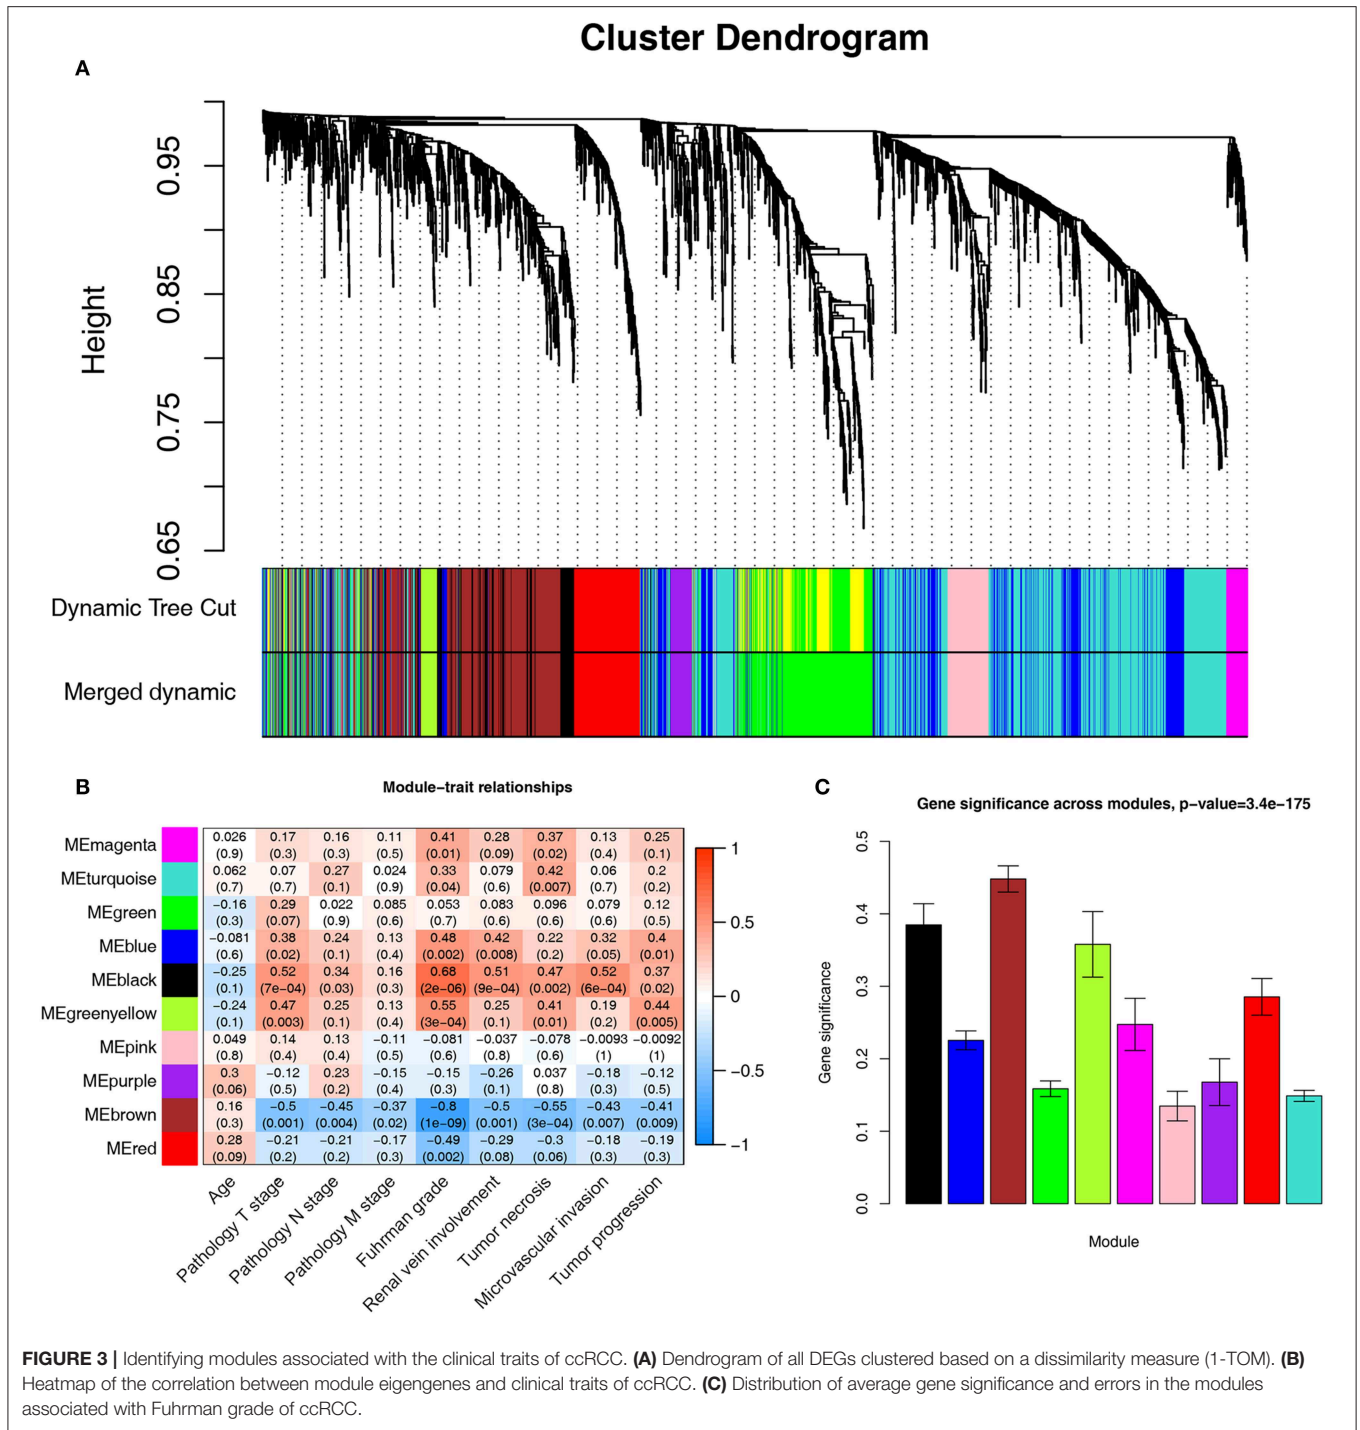 Cluster Dendrogram
A
Height
0.95
0.85
0.75
0.65
Dynamic Tree Cut
Merged dynamic
B
Module−trait relationships
MEmagenta 0.026 0.17 0.16 0.11 0.41 0.28 0.37 0.13 0.25
(0.9) (0.3) (0.3) (0.5) (0.01) (0.09) (0.02) (0.4) (0.1)
MEturquoise 0.062 0.07 0.27 0.024 0.33 0.079 0.42 0.06 0.2
(0.7) (0.7) (0.1) (0.9) (0.04) (0.6) (0.007) (0.7) (0.2)
MEgreen −0.16 0.29 0.022 0.085 0.053 0.083 0.096 0.079 0.12
(0.3) (0.07) (0.9) (0.6) (0.7) (0.6) (0.6) (0.6) (0.5)
MEblue −0.081 0.38 0.24 0.13 0.48 0.42 0.22 0.32 0.4
(0.6) (0.02) (0.1) (0.4) (0.002) (0.008) (0.2) (0.05) (0.01)
MEblack −0.25 0.52 0.34 0.16 0.68 0.51 0.47 0.52 0.37
(0.1) (7e−04) (0.03) (0.3) (2e−06) (9e−04) (0.002) (6e−04) (0.02)
MEgreenyellow −0.24 0.47 0.25 0.13 0.55 0.25 0.41 0.19 0.44
(0.1) (0.003) (0.1) (0.4) (3e−04) (0.1) (0.01) (0.2) (0.005)
MEpink 0.049 0.14 0.13 −0.11 −0.081 −0.037 −0.078 −0.0093 −0.0092
(0.8) (0.4) (0.4) (0.5) (0.6) (0.8) (0.6) (1) (1)
MEpurple 0.3 −0.12 0.23 −0.15 −0.15 −0.26 0.037 −0.18 −0.12
(0.06) (0.5) (0.2) (0.4) (0.3) (0.1) (0.8) (0.3) (0.5)
MEbrown 0.16 −0.5 −0.45 −0.37 −0.8 −0.5 −0.55 −0.43 −0.41
(0.3) (0.001) (0.004) (0.02) (1e−09) (0.001) (3e−04) (0.007) (0.009)
MEred 0.28 −0.21 −0.21 −0.17 −0.49 −0.29 −0.3 −0.18 −0.19
(0.09) (0.2) (0.2) (0.3) (0.002) (0.08) (0.06) (0.3) (0.3)
Age
Pathology T stage
Pathology N stage
Pathology M stage
Fuhrman grade
Renal vein involvement
Tumor necrosis
Microvascular invasion
Tumor progression
1
0.5
0
−0.5
−1
C
Gene significance across modules, p−value=3.4e−175
Gene significance
0.5
0.4
0.3
0.2
0.1
0.0
Module
FIGURE 3 | Identifying modules associated with the clinical traits of ccRCC. (A) Dendrogram of all DEGs clustered based on a dissimilarity measure (1-TOM). (B)
Heatmap of the correlation between module eigengenes and clinical traits of ccRCC. (C) Distribution of average gene significance and errors in the modules
associated with Fuhrman grade of ccRCC.